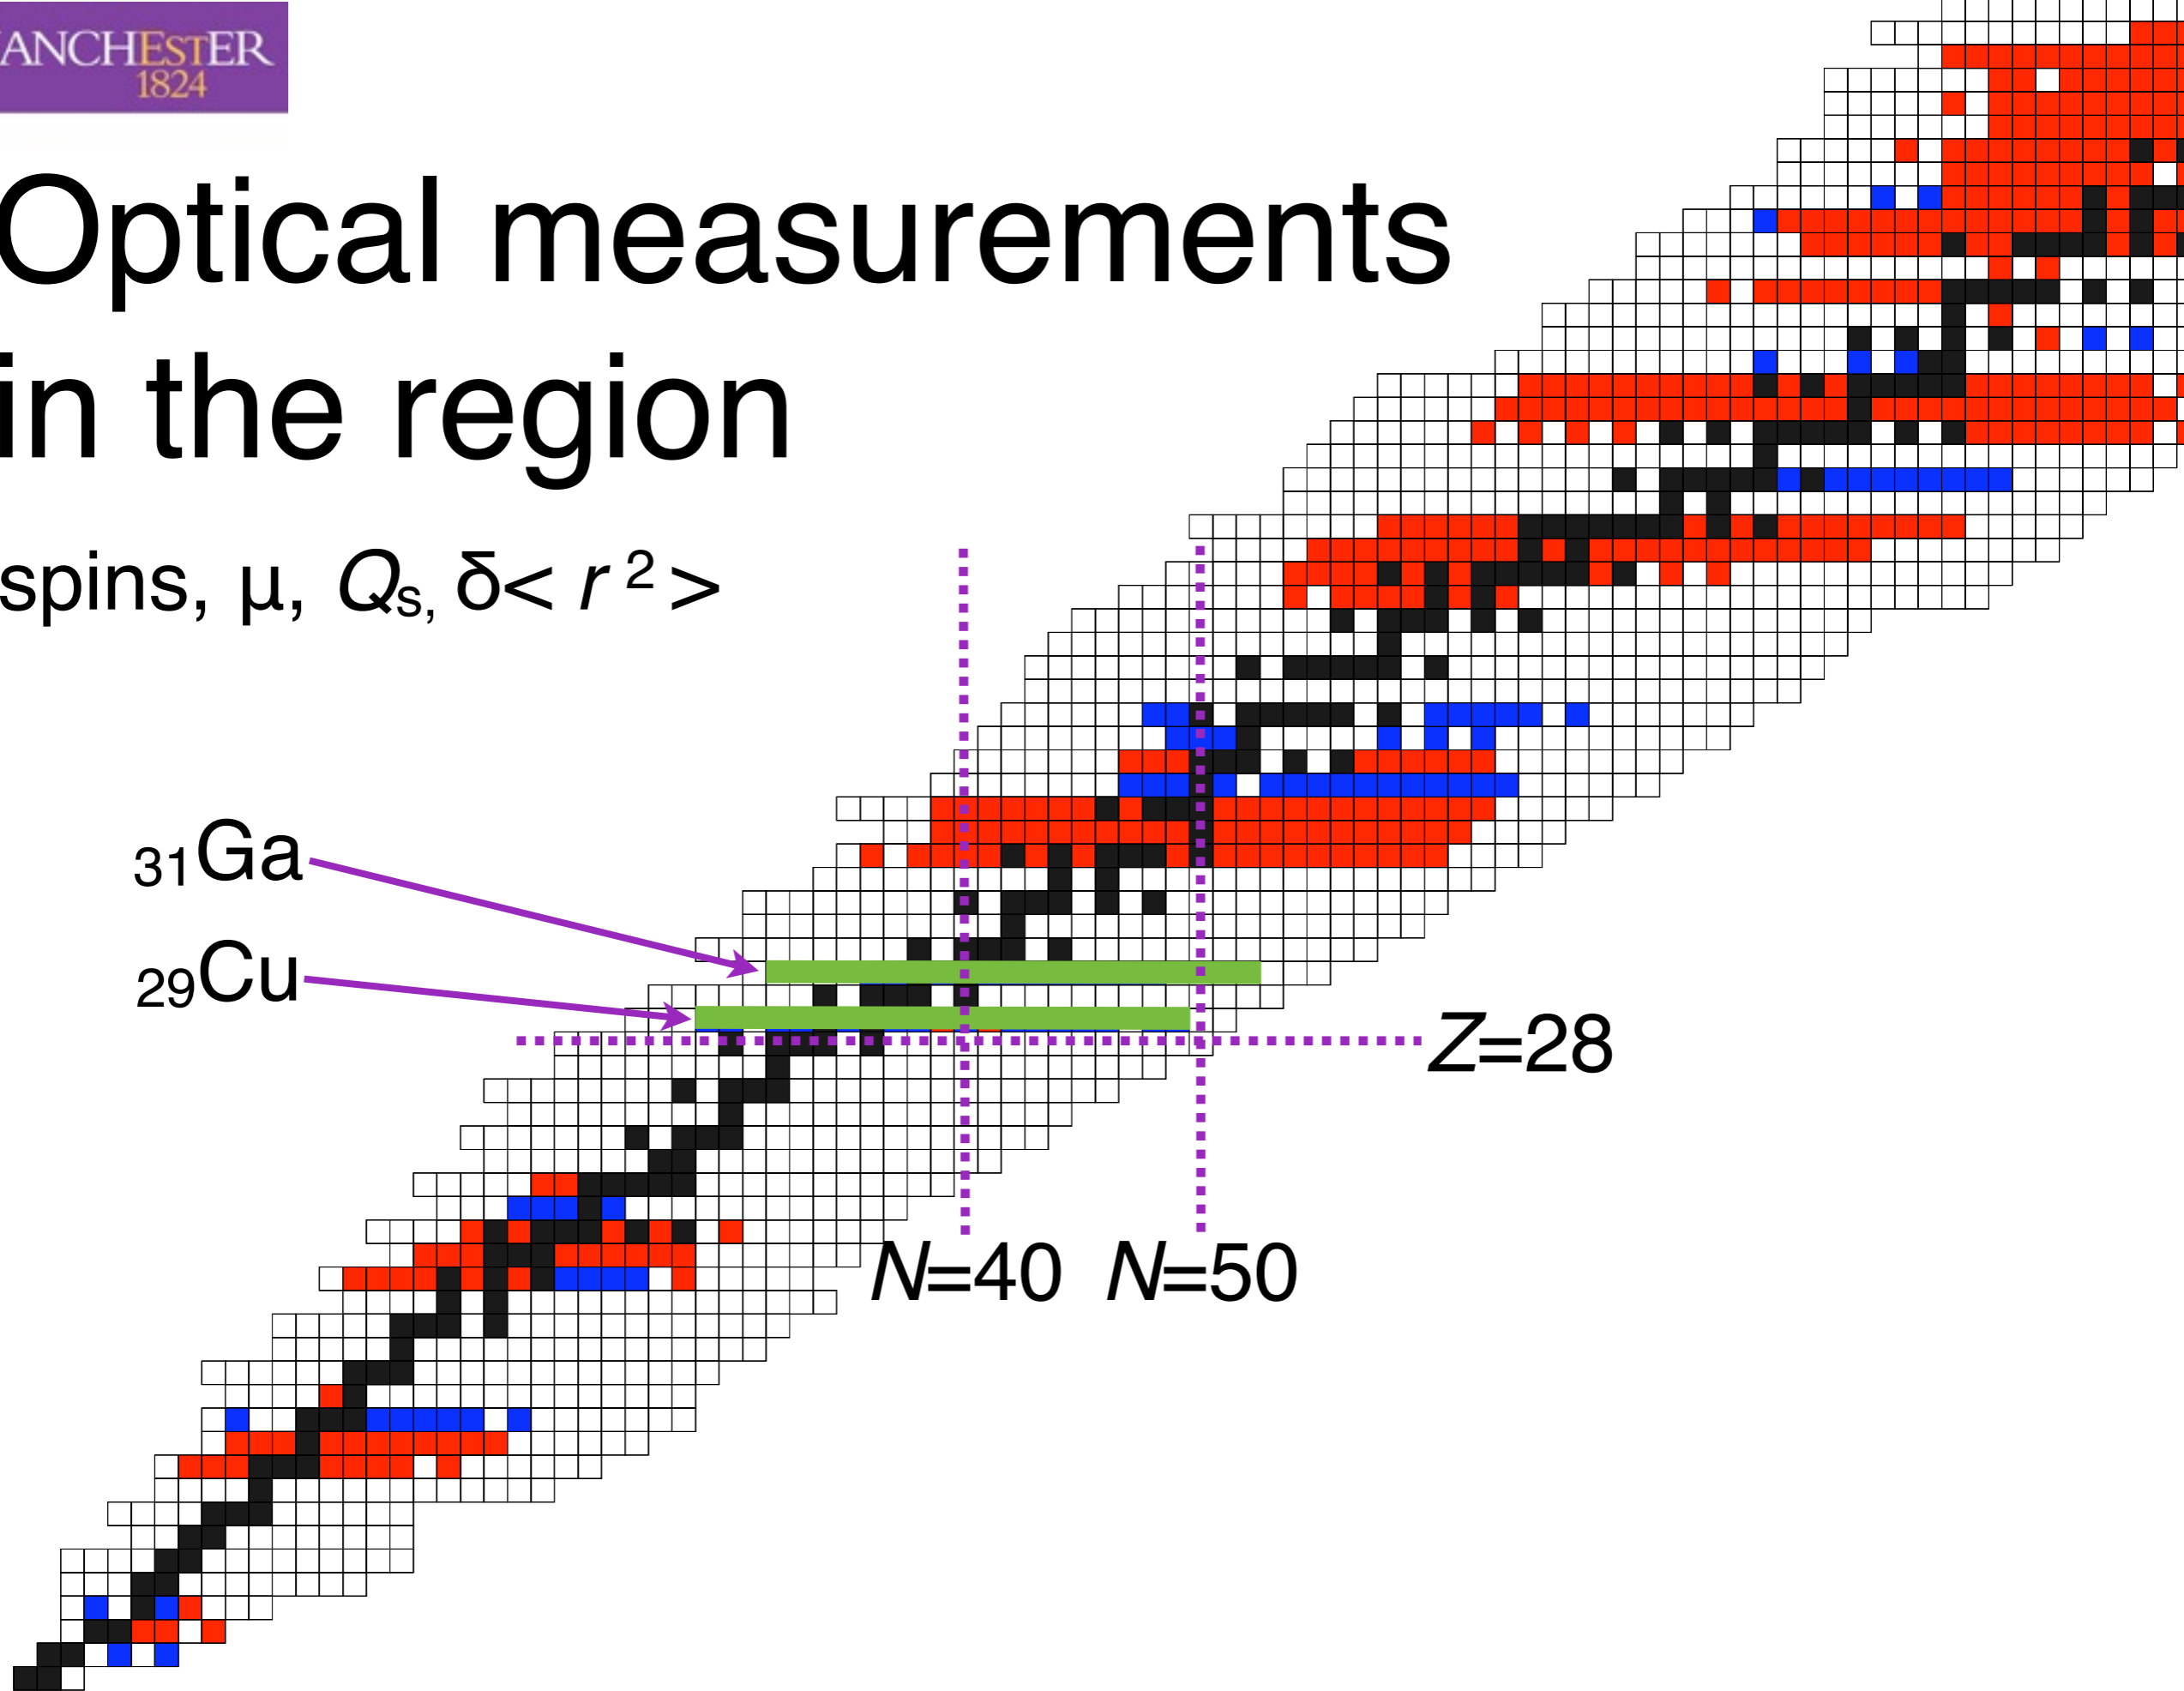 ANCHESTER
1824
Optical measurements
in the region
spins, μ, Qs, δ< r 2 >
31Ga
29Cu
Z=28
N=40 N=50